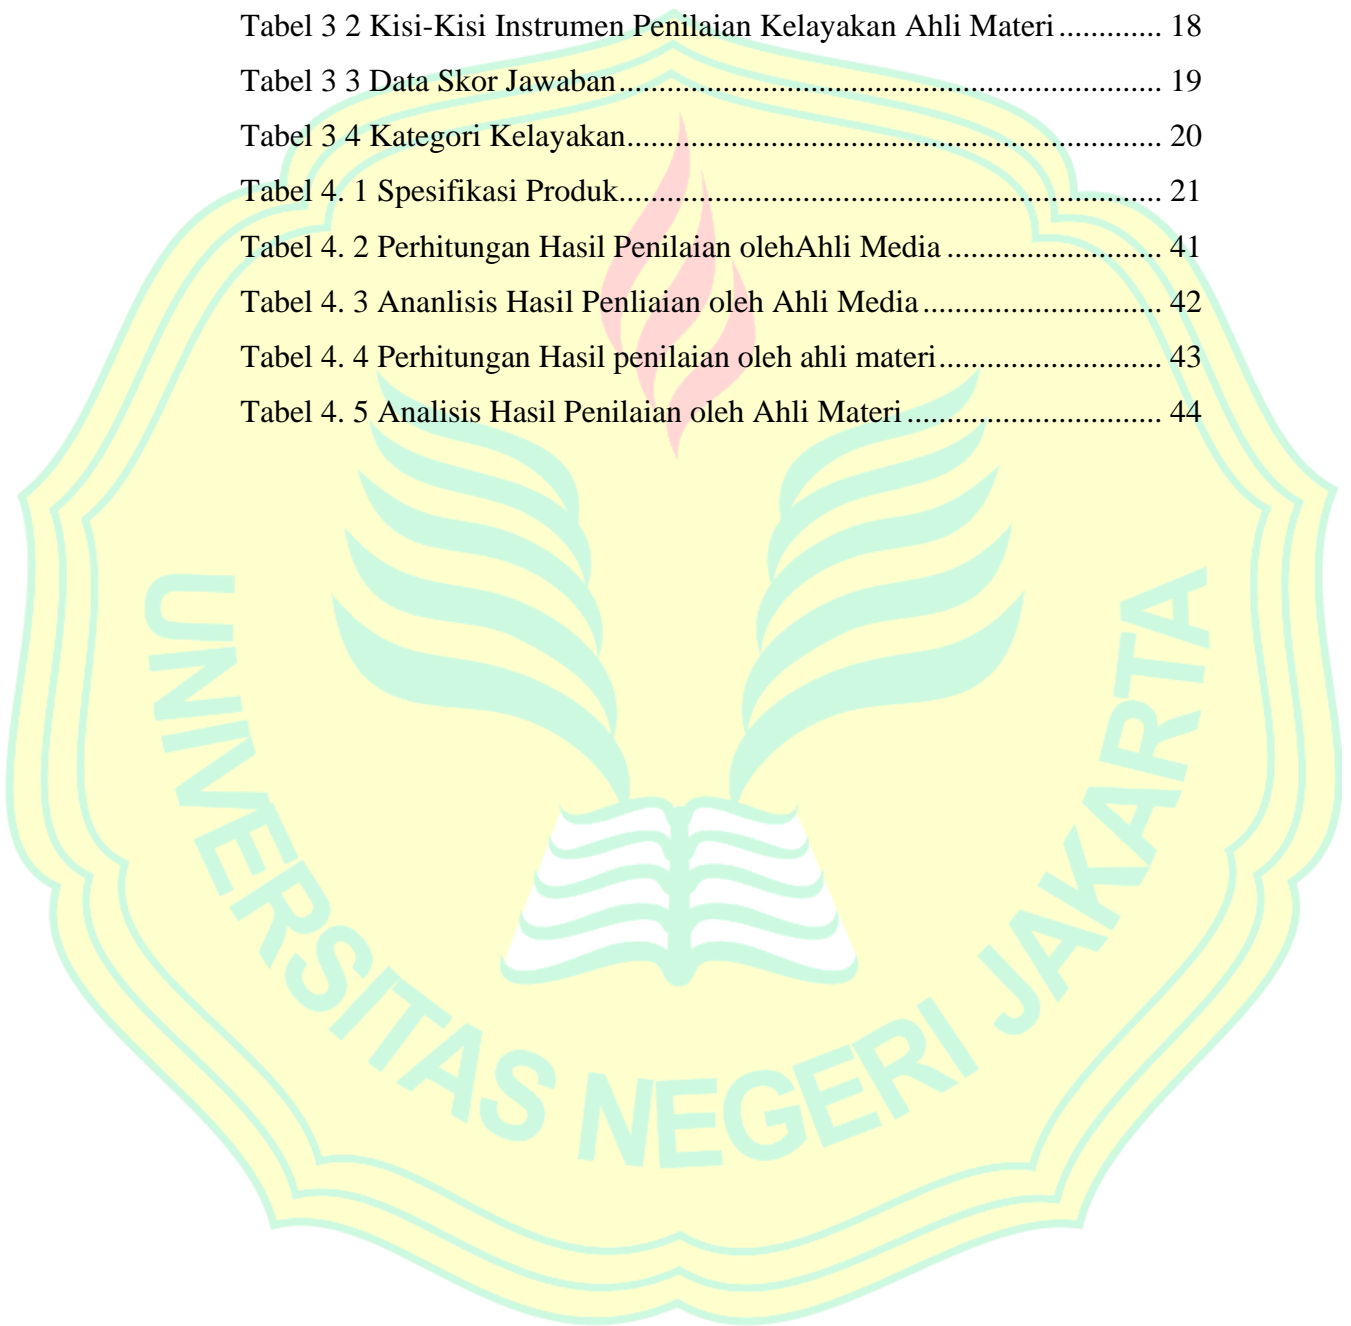 Tabel 3 2 Kisi-Kisi Instrumen Penilaian Kelayakan Ahli Materi ............. 18
Tabel 3 3 Data Skor Jawaban.................................................................... 19
Tabel 3 4 Kategori Kelayakan................................................................... 20
Tabel 4. 1 Spesifikasi Produk.................................................................... 21
Tabel 4. 2 Perhitungan Hasil Penilaian olehAhli Media ........................... 41
Tabel 4. 3 Ananlisis Hasil Penliaian oleh Ahli Media .............................. 42
Tabel 4. 4 Perhitungan Hasil penilaian oleh ahli materi............................ 43
Tabel 4. 5 Analisis Hasil Penilaian oleh Ahli Materi ................................ 44
UNIVERSITAS NEGERI JAKARTA